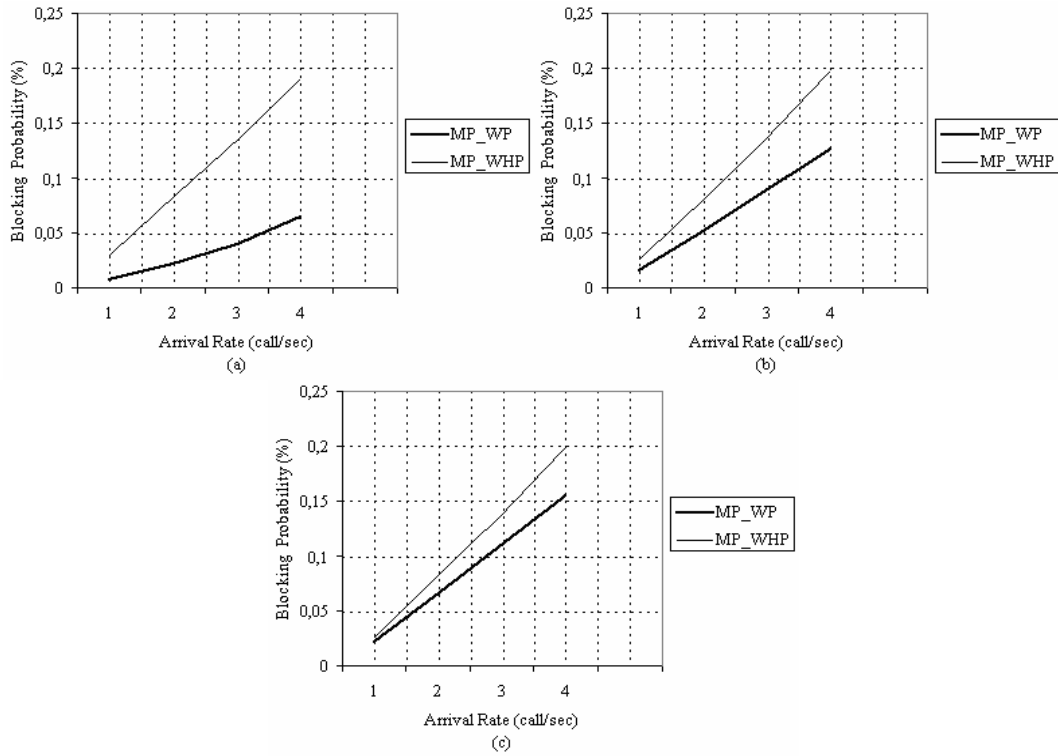 0,25
0,2
0,15
0,1
0,05
0
Blocking Probability (%)
1 2 3 4
Arrival Rate (call/sec)
(a)
MP_WP
MP_WHP
0,25
0,2
0,15
0,1
0,05
0
Blocking Probability (%)
1 2 3 4
Arrival Rate (call/sec)
(b)
MP_WP
MP_WHP
0,25
0,2
0,15
0,1
0,05
0
Blocking Probability (%)
1 2 3 4
Arrival Rate (call/sec)
(c)
MP_WP
MP_WHP